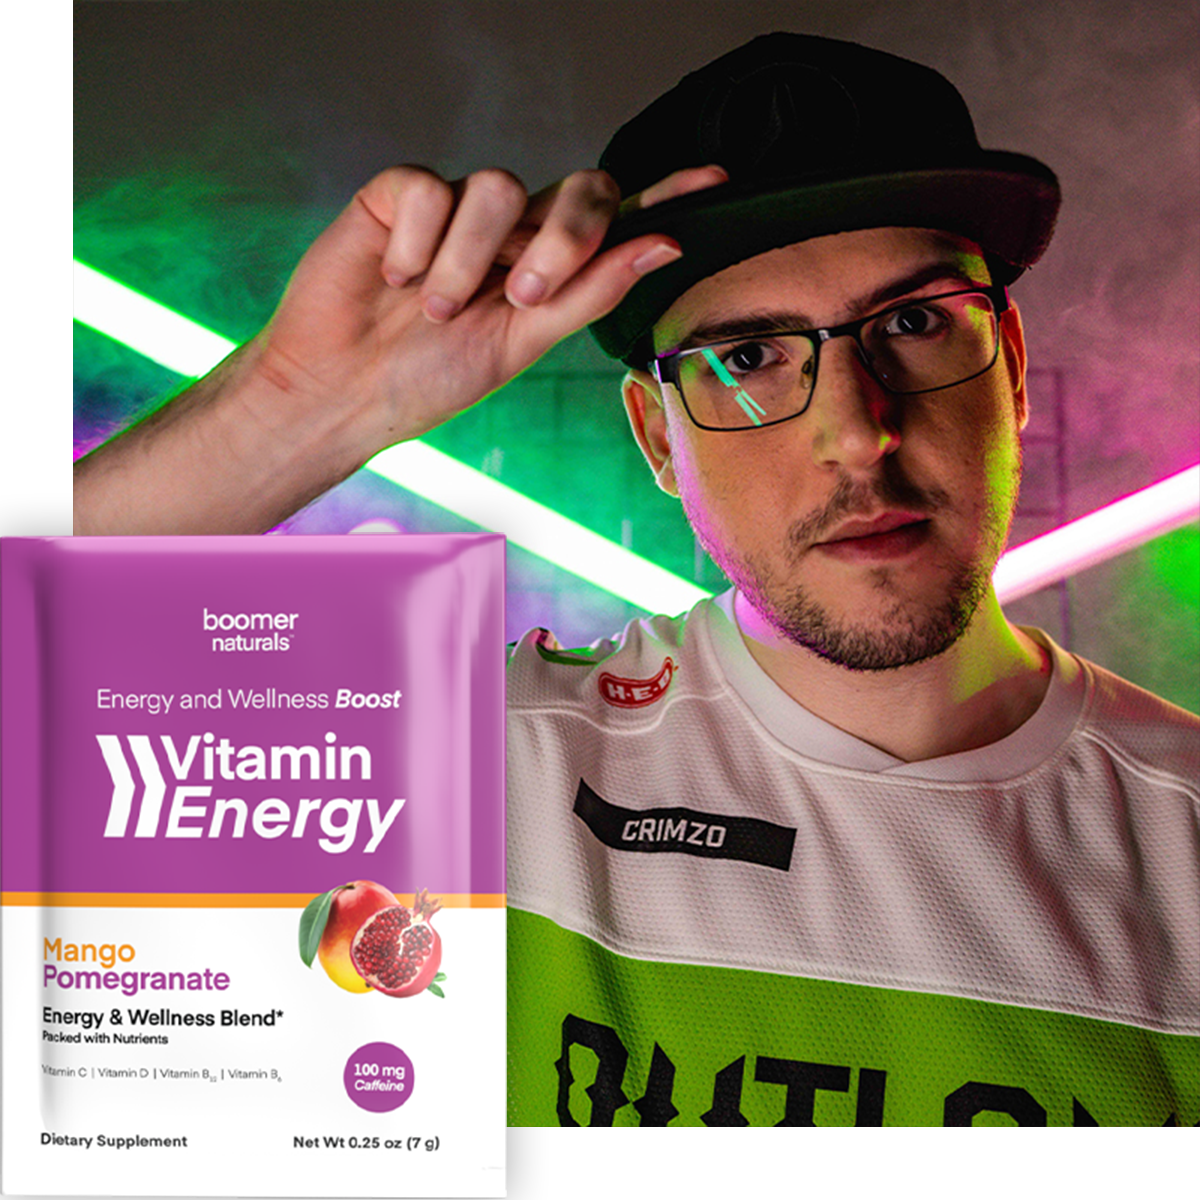 boomer
naturals™
Energy and Wellness Boost
Vitamin
Energy
Mango
Pomegranate
Energy & Wellness Blend*
Packed with Nutrients
Vitamin C | Vitamin D | Vitamin B₁₂ | Vitamin B₆
100 mg
Caffeine
Dietary Supplement
Net Wt 0.25 oz (7 g)
H-E-B
CRIMZO